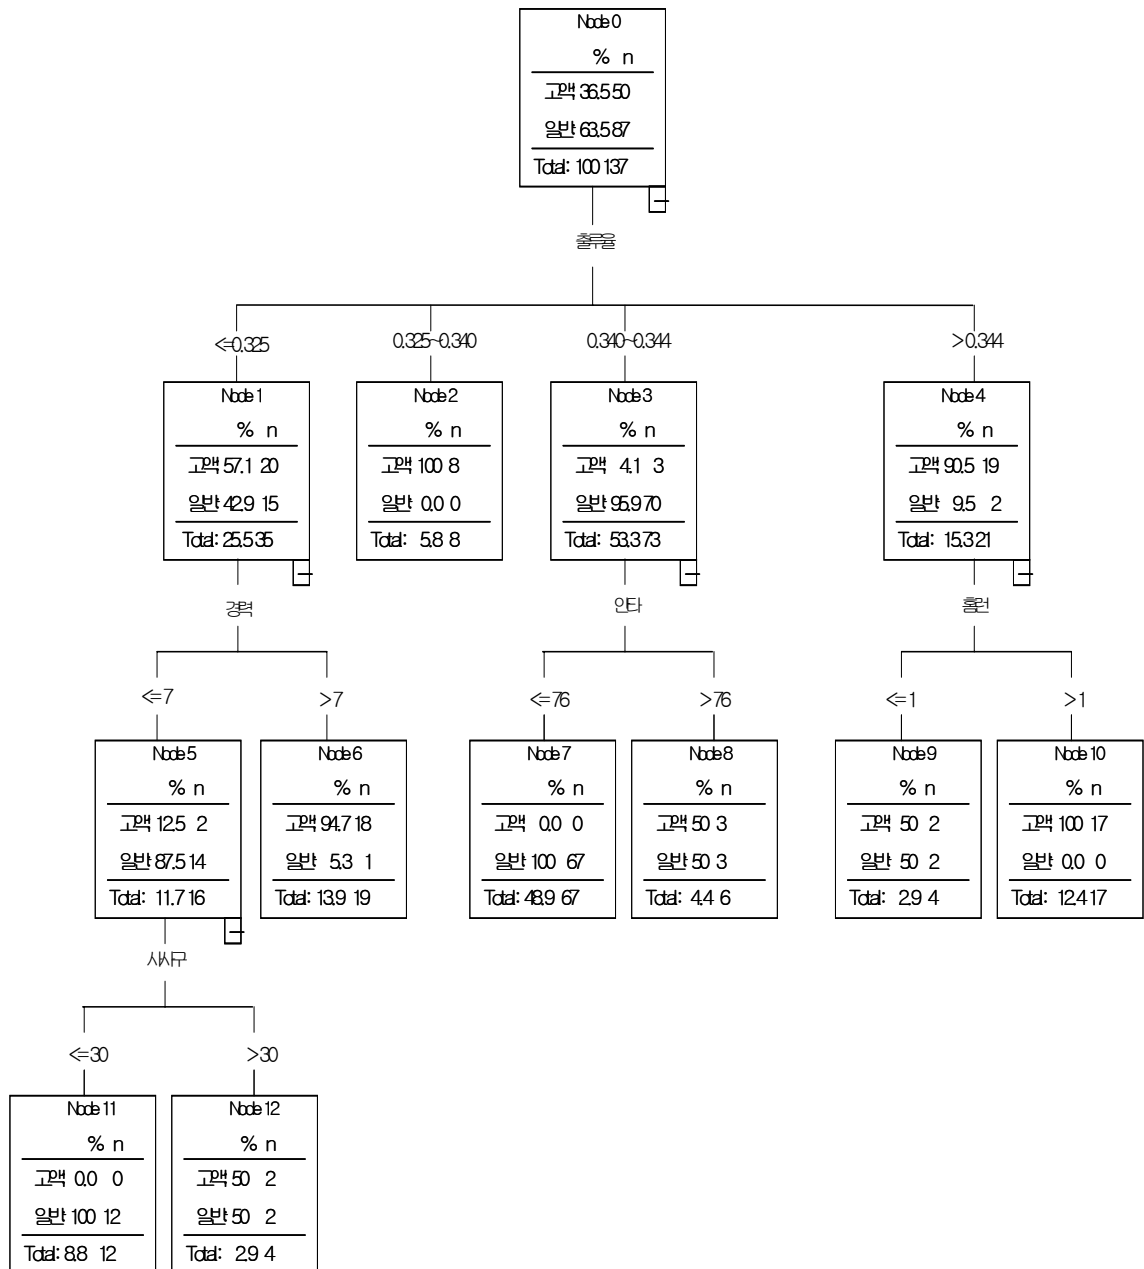 Node 0
% n
고액 36.5 50
일반 63.5 87
Total: 100 137
출루율
<=0.325
0.325~0.340
0.340~0.344
>0.344
Node 1
% n
고액 57.1 20
일반 42.9 15
Total: 25.5 35
Node 2
% n
고액 100 8
일반 0.0 0
Total: 5.8 8
Node 3
% n
고액 4.1 3
일반 95.9 70
Total: 53.3 73
Node 4
% n
고액 90.5 19
일반 9.5 2
Total: 15.3 21
경력
안타
홈런
<=7
>7
<=76
>76
<=1
>1
Node 5
% n
고액 12.5 2
일반 87.5 14
Total: 11.7 16
Node 6
% n
고액 94.7 18
일반 5.3 1
Total: 13.9 19
Node 7
% n
고액 0.0 0
일반 100 67
Total: 48.9 67
Node 8
% n
고액 50 3
일반 50 3
Total: 4.4 6
Node 9
% n
고액 50 2
일반 50 2
Total: 2.9 4
Node 10
% n
고액 100 17
일반 0.0 0
Total: 12.4 17
사사구
<=30
>30
Node 11
% n
고액 0.0 0
일반 100 12
Total: 8.8 12
Node 12
% n
고액 50 2
일반 50 2
Total: 2.9 4